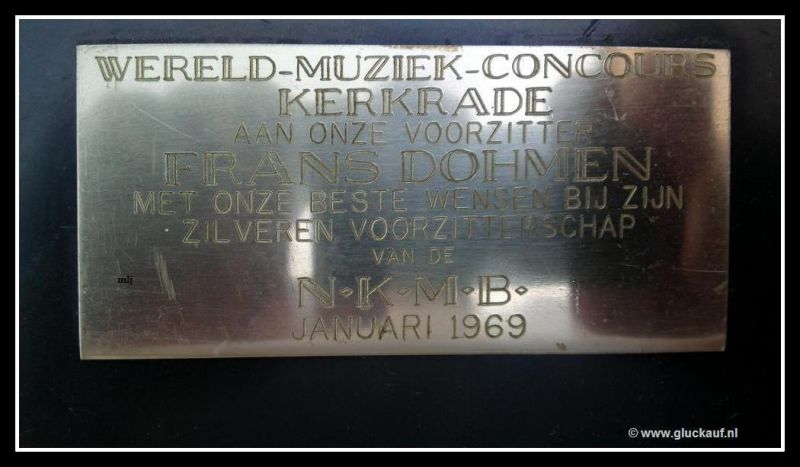 WERELD-MUZIEK-CONCOURS
KERKRADE
AAN ONZE VOORZITTER
FRANS DOHMEN
MET ONZE BESTE WENSEN BIJ ZIJN
ZILVEREN VOORZITTERSCHAP
VAN DE
N·K·M·B·
JANUARI 1969
mlj
© www.gluckauf.nl